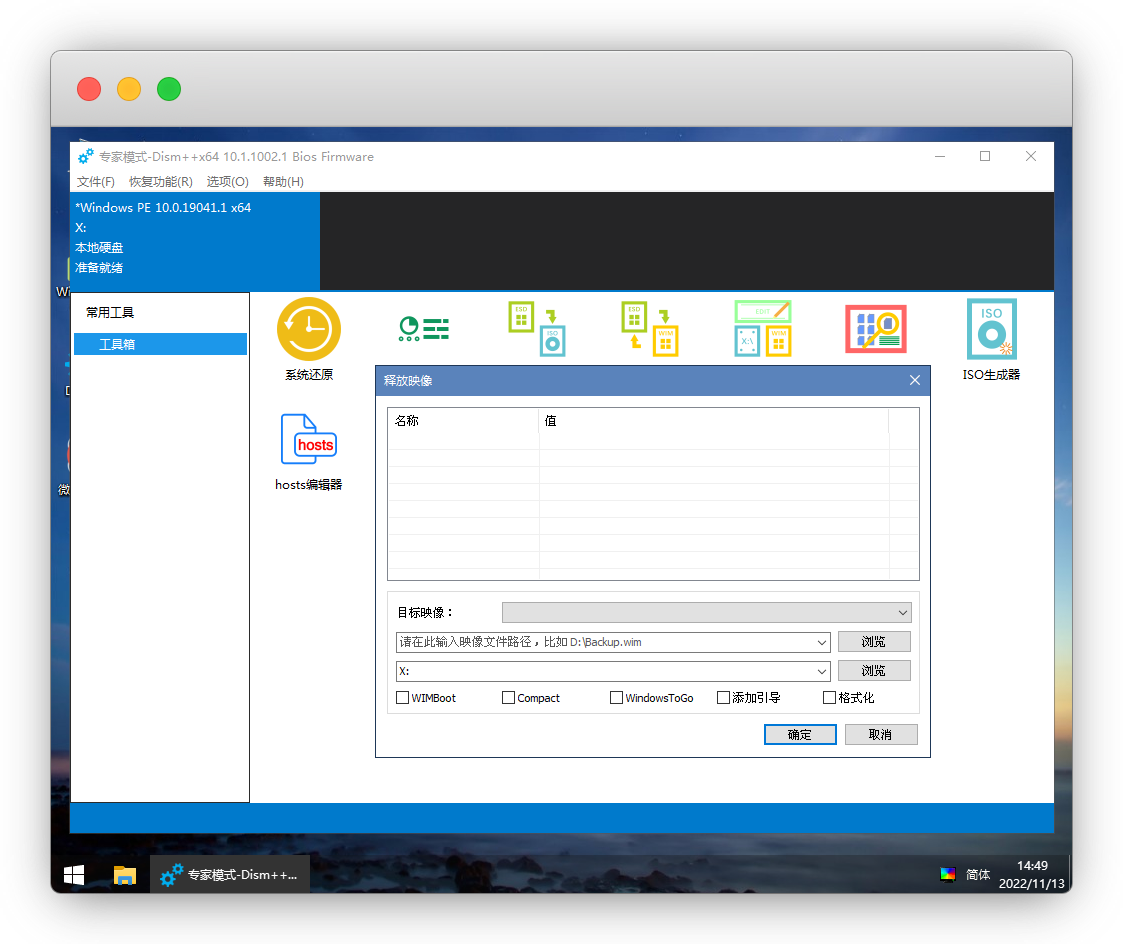 专家模式-Dism++x64 10.1.1002.1 Bios Firmware
文件(F) 恢复功能(R) 选项(O) 帮助(H)
*Windows PE 10.0.19041.1 x64
X:
本地硬盘
准备就绪
常用工具
工具箱
ESD
ISO
ESD
WIM
EDIT
X:\
WIM
ISO
系统还原
ISO生成器
hosts
hosts编辑器
释放映像
名称 值
目标映像：
请在此输入映像文件路径，比如 D:\Backup.wim 浏览
X: 浏览
WIMBoot Compact WindowsToGo 添加引导 格式化
确定 取消
微
专家模式-Dism++...
简体
14:49
2022/11/13